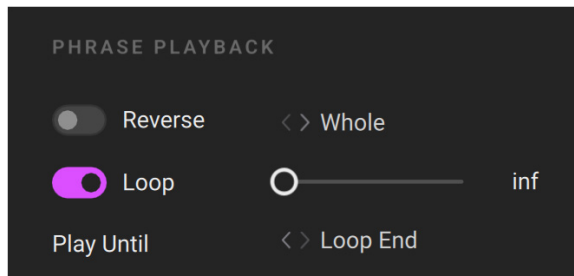 PHRASE PLAYBACK
Reverse < > Whole
Loop inf
Play Until < > Loop End